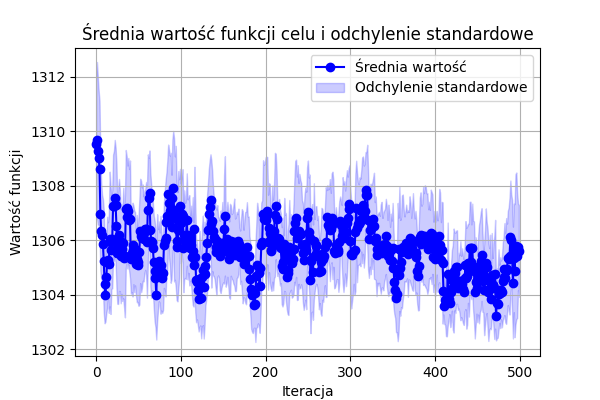 Średnia wartość funkcji celu i odchylenie standardowe
Średnia wartość
Odchylenie standardowe
Wartość funkcji
1312
1310
1308
1306
1304
1302
0 100 200 300 400 500
Iteracja